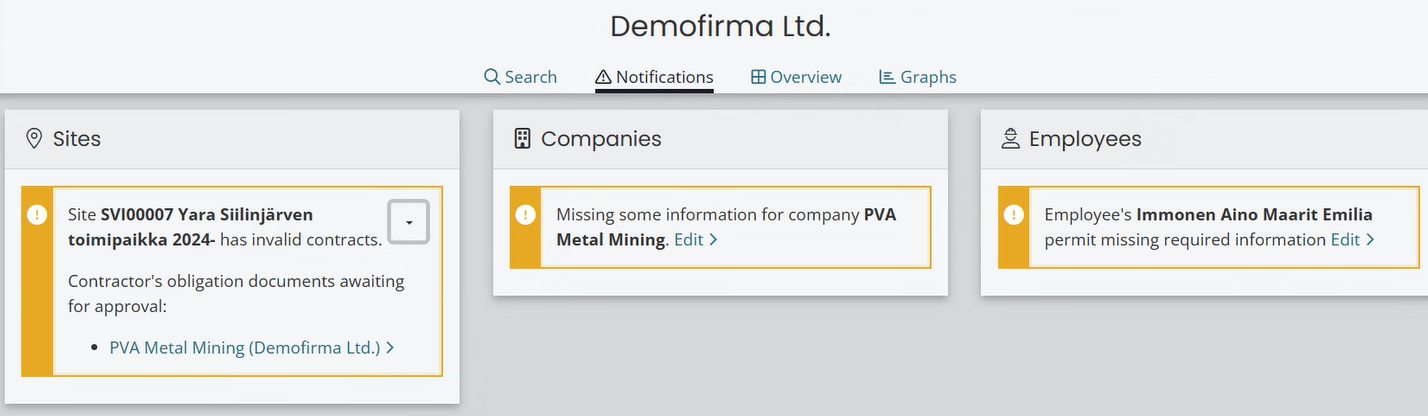 Demofirma Ltd.
Search
Notifications
Overview
Graphs
Sites
Site SVI00007 Yara Siilinjärven
toimipaikka 2024- has invalid contracts.
Contractor's obligation documents awaiting
for approval:
• PVA Metal Mining (Demofirma Ltd.)
Companies
Missing some information for company PVA
Metal Mining. Edit
Employees
Employee's Immonen Aino Maarit Emilia
permit missing required information Edit